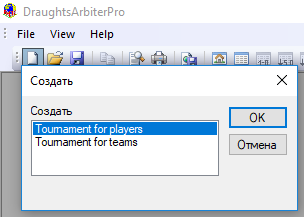 DraughtsArbiterPro
File View Help
Создать
Создать
Tournament for players
Tournament for teams
OK
Отмена